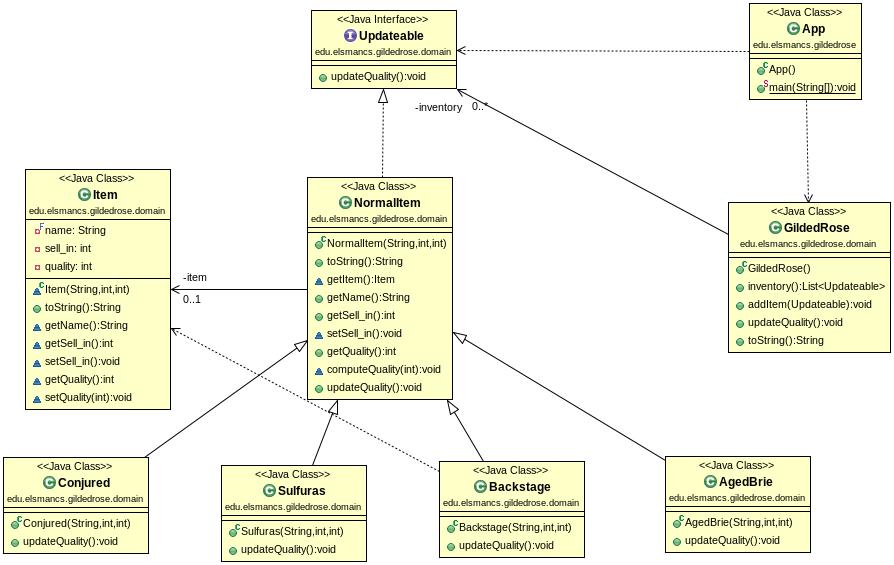 <<Java Interface>>
Updateable
edu.elsmancs.gildedrose.domain
updateQuality():void
<<Java Class>>
App
edu.elsmancs.gildedrose
App()
main(String[]):void
-inventory 0..*
<<Java Class>>
Item
edu.elsmancs.gildedrose.domain
name: String
sell_in: int
quality: int
Item(String,int,int)
toString():String
getName():String
getSell_in():int
setSell_in():void
getQuality():int
setQuality(int):void
-item
0..1
<<Java Class>>
NormalItem
edu.elsmancs.gildedrose.domain
NormalItem(String,int,int)
toString():String
getItem():Item
getName():String
getSell_in():int
setSell_in():void
getQuality():int
computeQuality(int):void
updateQuality():void
<<Java Class>>
GildedRose
edu.elsmancs.gildedrose.domain
GildedRose()
inventory():List<Updateable>
addItem(Updateable):void
updateQuality():void
toString():String
<<Java Class>>
Conjured
edu.elsmancs.gildedrose.domain
Conjured(String,int,int)
updateQuality():void
<<Java Class>>
Sulfuras
edu.elsmancs.gildedrose.domain
Sulfuras(String,int,int)
updateQuality():void
<<Java Class>>
Backstage
edu.elsmancs.gildedrose.domain
Backstage(String,int,int)
updateQuality():void
<<Java Class>>
AgedBrie
edu.elsmancs.gildedrose.domain
AgedBrie(String,int,int)
updateQuality():void